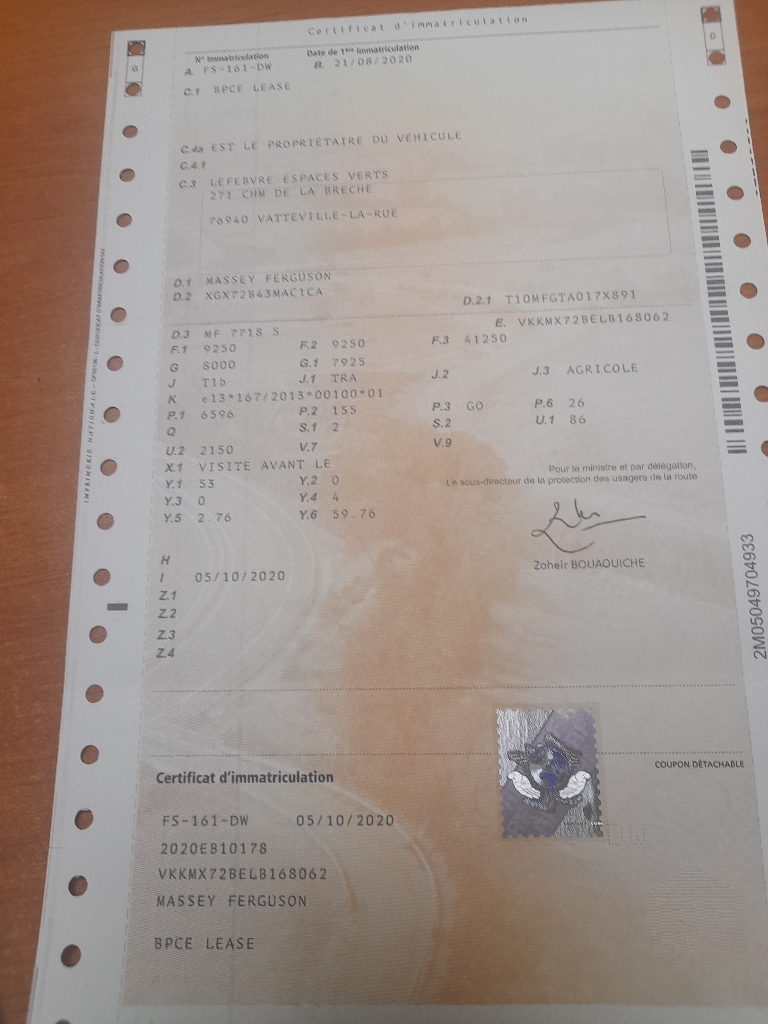 Certificat d'immatriculation
N° Immatriculation Date de 1ère Immatriculation
A. FS-161-DW B. 21/08/2020
C.1 BPCE LEASE
C.4a EST LE PROPRIÉTAIRE DU VÉHICULE
C.4.1
C.3 LEFEBVRE ESPACES VERTS
271 CHM DE LA BRECHE
76940 VATTEVILLE-LA-RUE
D.1 MASSEY FERGUSON
D.2 XGX72B43MAC1CA D.2.1 T10MFGTA017X891
D.3 MF 7718 S E. VKKMX72BELB168062
F.1 9250 F.2 9250 F.3 41250
G 8000 G.1 7925
J T1b J.1 TRA J.2 J.3 AGRICOLE
K e13*167/2013*00100*01
P.1 6596 P.2 155 P.3 GO P.6 26
Q S.1 2 S.2 U.1 86
U.2 2150 V.7 V.9
X.1 VISITE AVANT LE
Y.1 53 Y.2 0
Y.3 0 Y.4 4
Y.5 2.76 Y.6 59.76
Pour le ministre et par délégation,
Le sous-directeur de la protection des usagers de la route
Zoheir BOUAOUICHE
H
I 05/10/2020
Z.1
Z.2
Z.3
Z.4
2M05049704933
COUPON DÉTACHABLE
Certificat d'immatriculation
FS-161-DW 05/10/2020
2020EB10178
VKKMX72BELB168062
MASSEY FERGUSON
BPCE LEASE